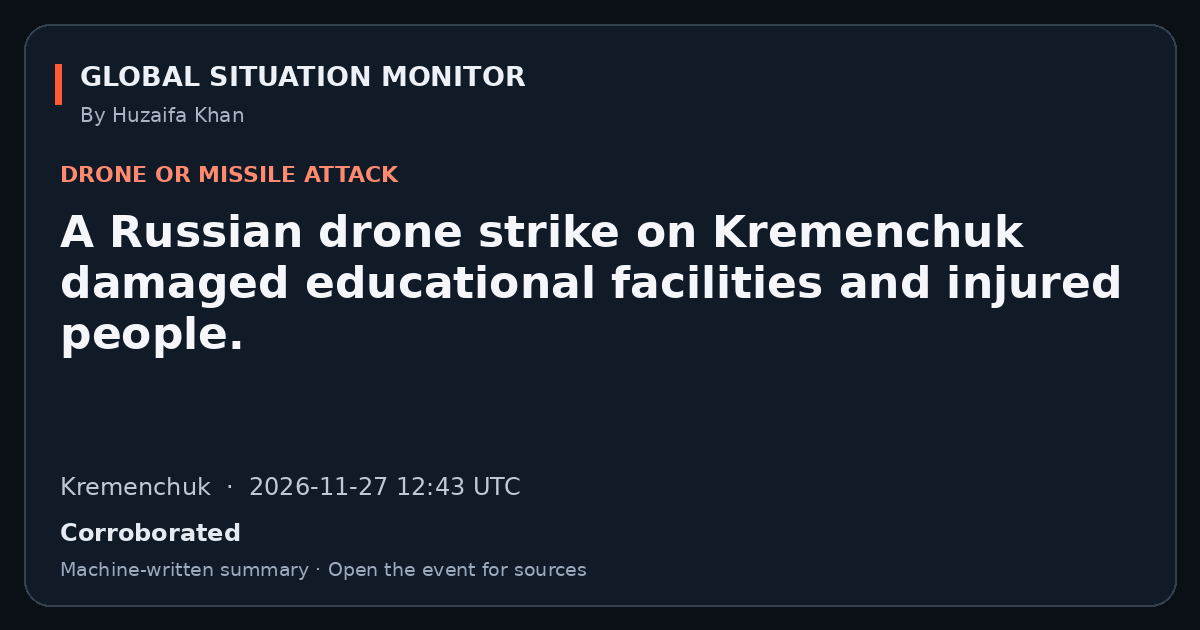 GLOBAL SITUATION MONITOR
By Huzaifa Khan
DRONE OR MISSILE ATTACK
A Russian drone strike on Kremenchuk
damaged educational facilities and injured
people.
Kremenchuk · 2026-11-27 12:43 UTC
Corroborated
Machine-written summary · Open the event for sources